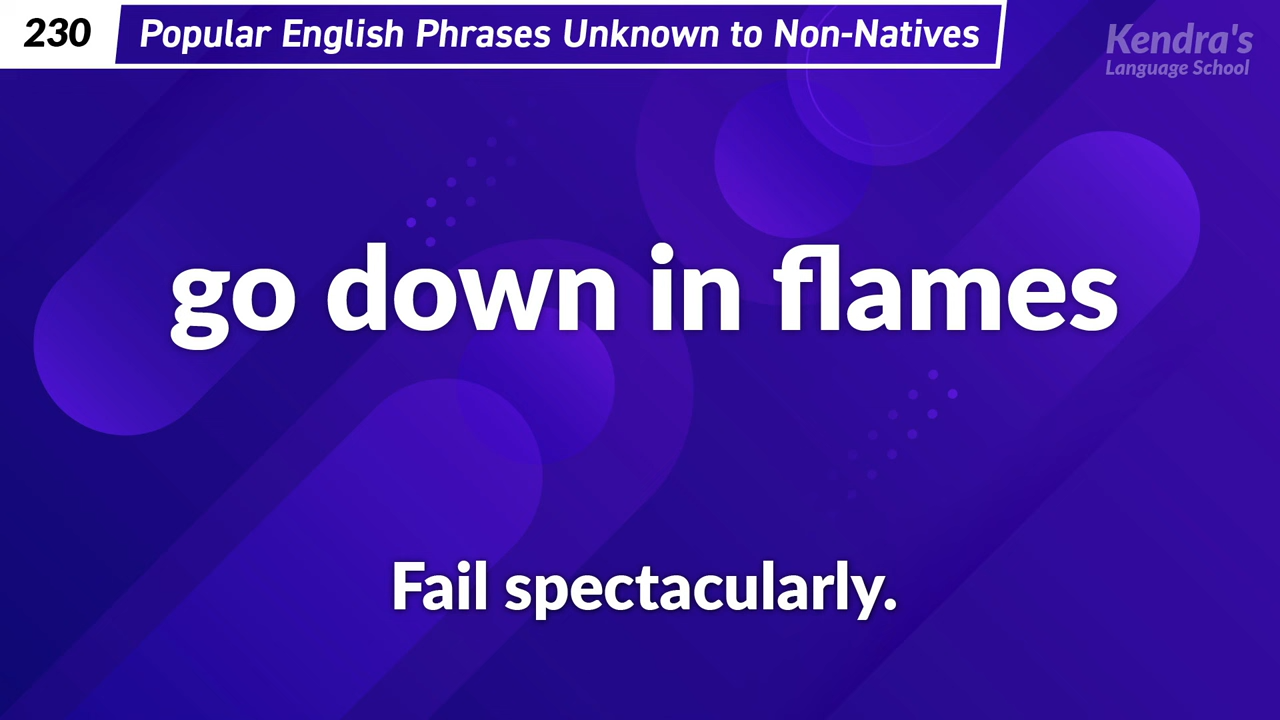 230 Popular English Phrases Unknown to Non-Natives
Kendra's
Language School
go down in flames
Fail spectacularly.